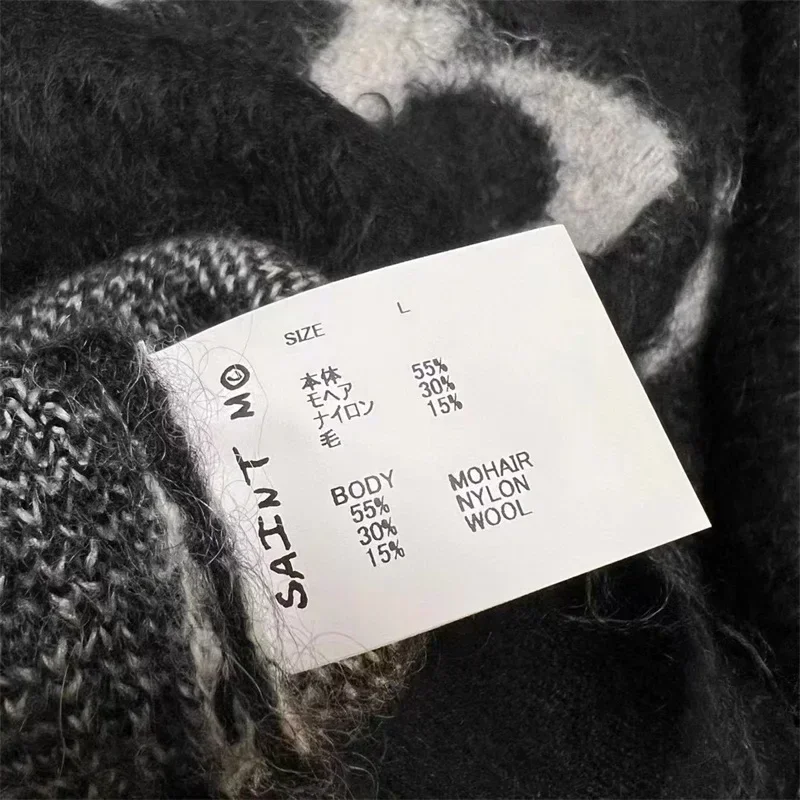 SAINT MO
SIZE L
本体
モヘア 55%
ナイロン 30%
毛 15%
BODY
55% MOHAIR
30% NYLON
15% WOOL